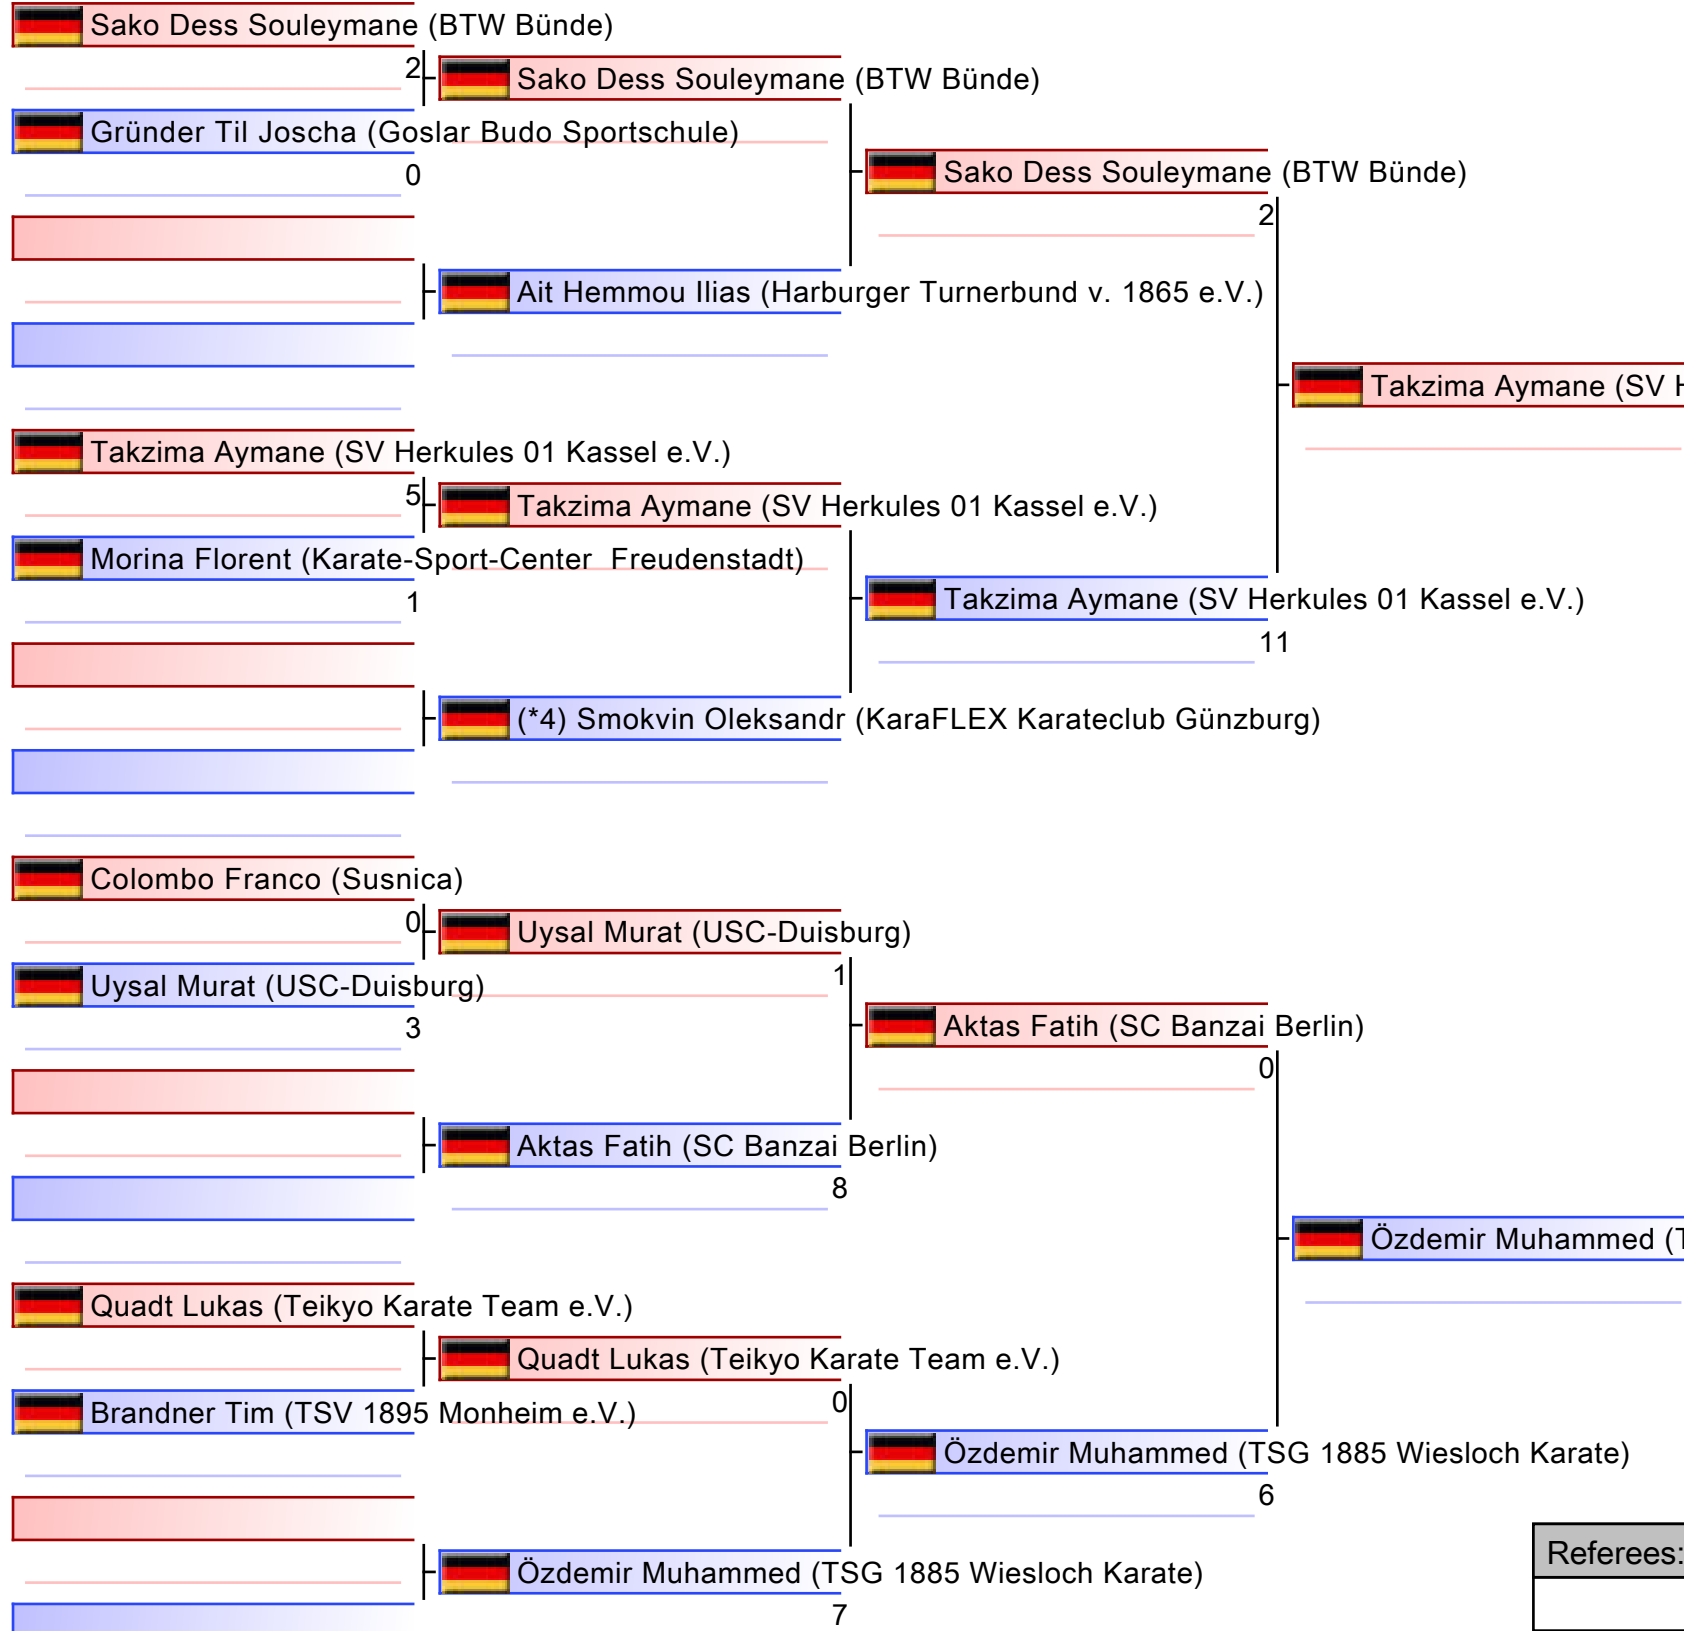 Sako Dess Souleymane (BTW Bünde)
2
Sako Dess Souleymane (BTW Bünde)
Gründer Til Joscha (Goslar Budo Sportschule)
0
Sako Dess Souleymane (BTW Bünde)
2
Ait Hemmou Ilias (Harburger Turnerbund v. 1865 e.V.)
Takzima Aymane (SV H
Takzima Aymane (SV Herkules 01 Kassel e.V.)
5
Takzima Aymane (SV Herkules 01 Kassel e.V.)
Morina Florent (Karate-Sport-Center Freudenstadt)
1
Takzima Aymane (SV Herkules 01 Kassel e.V.)
11
(*4) Smokvin Oleksandr (KaraFLEX Karateclub Günzburg)
Colombo Franco (Susnica)
0
Uysal Murat (USC-Duisburg)
1
Uysal Murat (USC-Duisburg)
3
Aktas Fatih (SC Banzai Berlin)
0
Aktas Fatih (SC Banzai Berlin)
8
Özdemir Muhammed (T
Quadt Lukas (Teikyo Karate Team e.V.)
Quadt Lukas (Teikyo Karate Team e.V.)
0
Brandner Tim (TSV 1895 Monheim e.V.)
Özdemir Muhammed (TSG 1885 Wiesloch Karate)
6
Referees:
Özdemir Muhammed (TSG 1885 Wiesloch Karate)
7